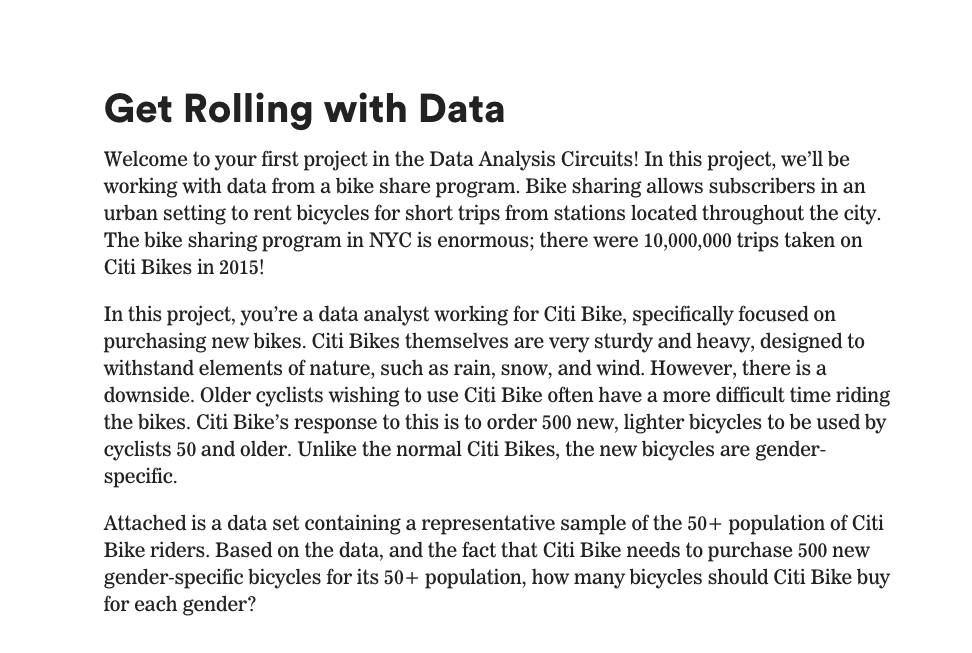 Get Rolling with Data
Welcome to your first project in the Data Analysis Circuits! In this project, we’ll be
working with data from a bike share program. Bike sharing allows subscribers in an
urban setting to rent bicycles for short trips from stations located throughout the city.
The bike sharing program in NYC is enormous; there were 10,000,000 trips taken on
Citi Bikes in 2015!
In this project, you’re a data analyst working for Citi Bike, specifically focused on
purchasing new bikes. Citi Bikes themselves are very sturdy and heavy, designed to
withstand elements of nature, such as rain, snow, and wind. However, there is a
downside. Older cyclists wishing to use Citi Bike often have a more difficult time riding
the bikes. Citi Bike’s response to this is to order 500 new, lighter bicycles to be used by
cyclists 50 and older. Unlike the normal Citi Bikes, the new bicycles are gender-
specific.
Attached is a data set containing a representative sample of the 50+ population of Citi
Bike riders. Based on the data, and the fact that Citi Bike needs to purchase 500 new
gender-specific bicycles for its 50+ population, how many bicycles should Citi Bike buy
for each gender?